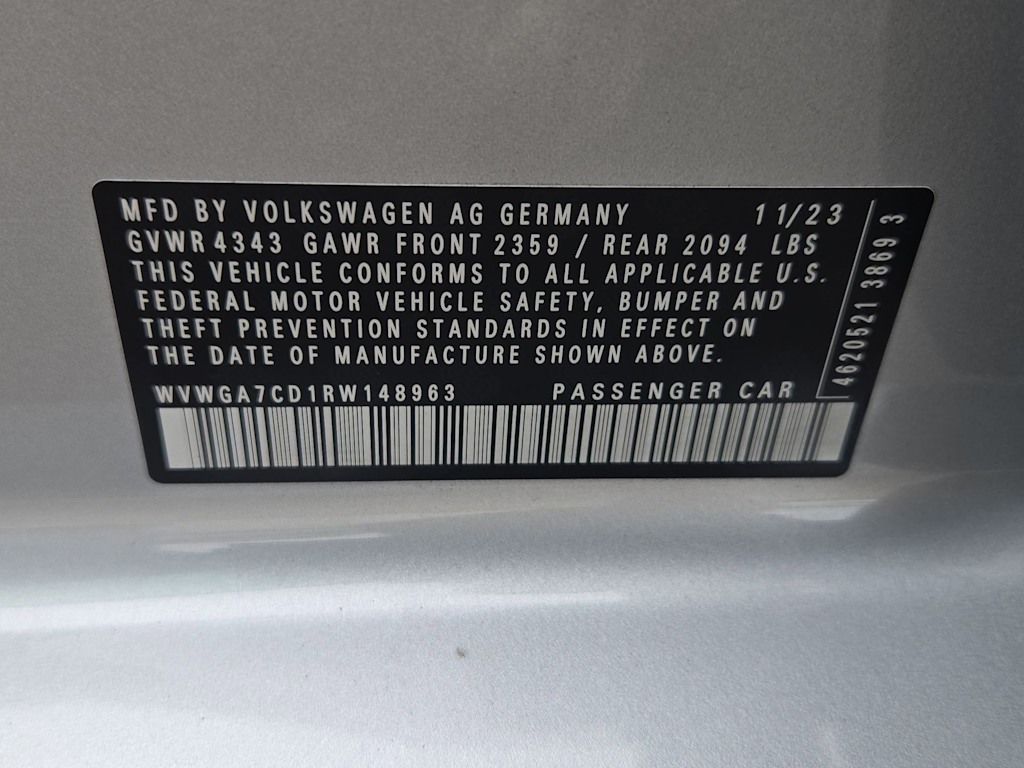 MFD BY VOLKSWAGEN AG GERMANY 11/23
GVWR 4343 GAWR FRONT 2359 / REAR 2094 LBS
THIS VEHICLE CONFORMS TO ALL APPLICABLE U.S.
FEDERAL MOTOR VEHICLE SAFETY, BUMPER AND
THEFT PREVENTION STANDARDS IN EFFECT ON
THE DATE OF MANUFACTURE SHOWN ABOVE.
WVWGA7CD1RW148963 PASSENGER CAR
4620521 3869 3